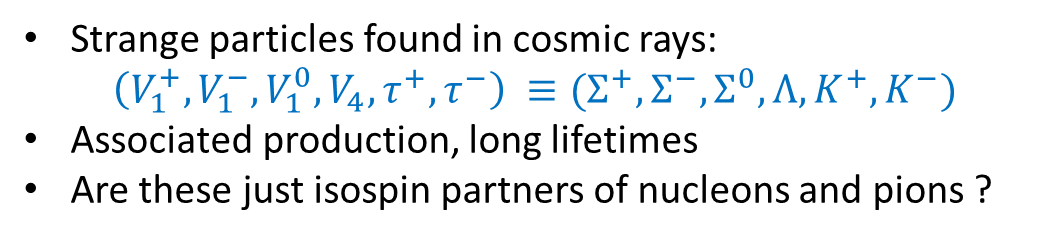 • Strange particles found in cosmic rays:
(V₁⁺, V₁⁻, V₁⁰, V₄, τ⁺, τ⁻) ≡ (Σ⁺, Σ⁻, Σ⁰, Λ, K⁺, K⁻)
• Associated production, long lifetimes
• Are these just isospin partners of nucleons and pions ?